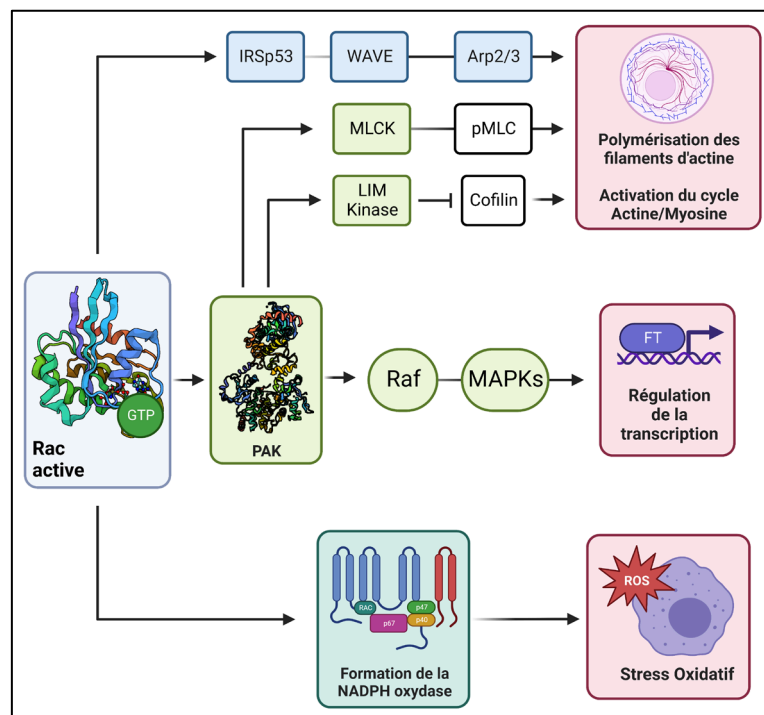 IRSp53
WAVE
Arp2/3
MLCK
pMLC
LIM
Kinase
Cofilin
Polymérisation des
filaments d'actine
Activation du cycle
Actine/Myosine
GTP
Rac
active
PAK
Raf
MAPKs
FT
Régulation
de la
transcription
RAC
p67
p47
p40
Formation de la
NADPH oxydase
ROS
Stress Oxidatif